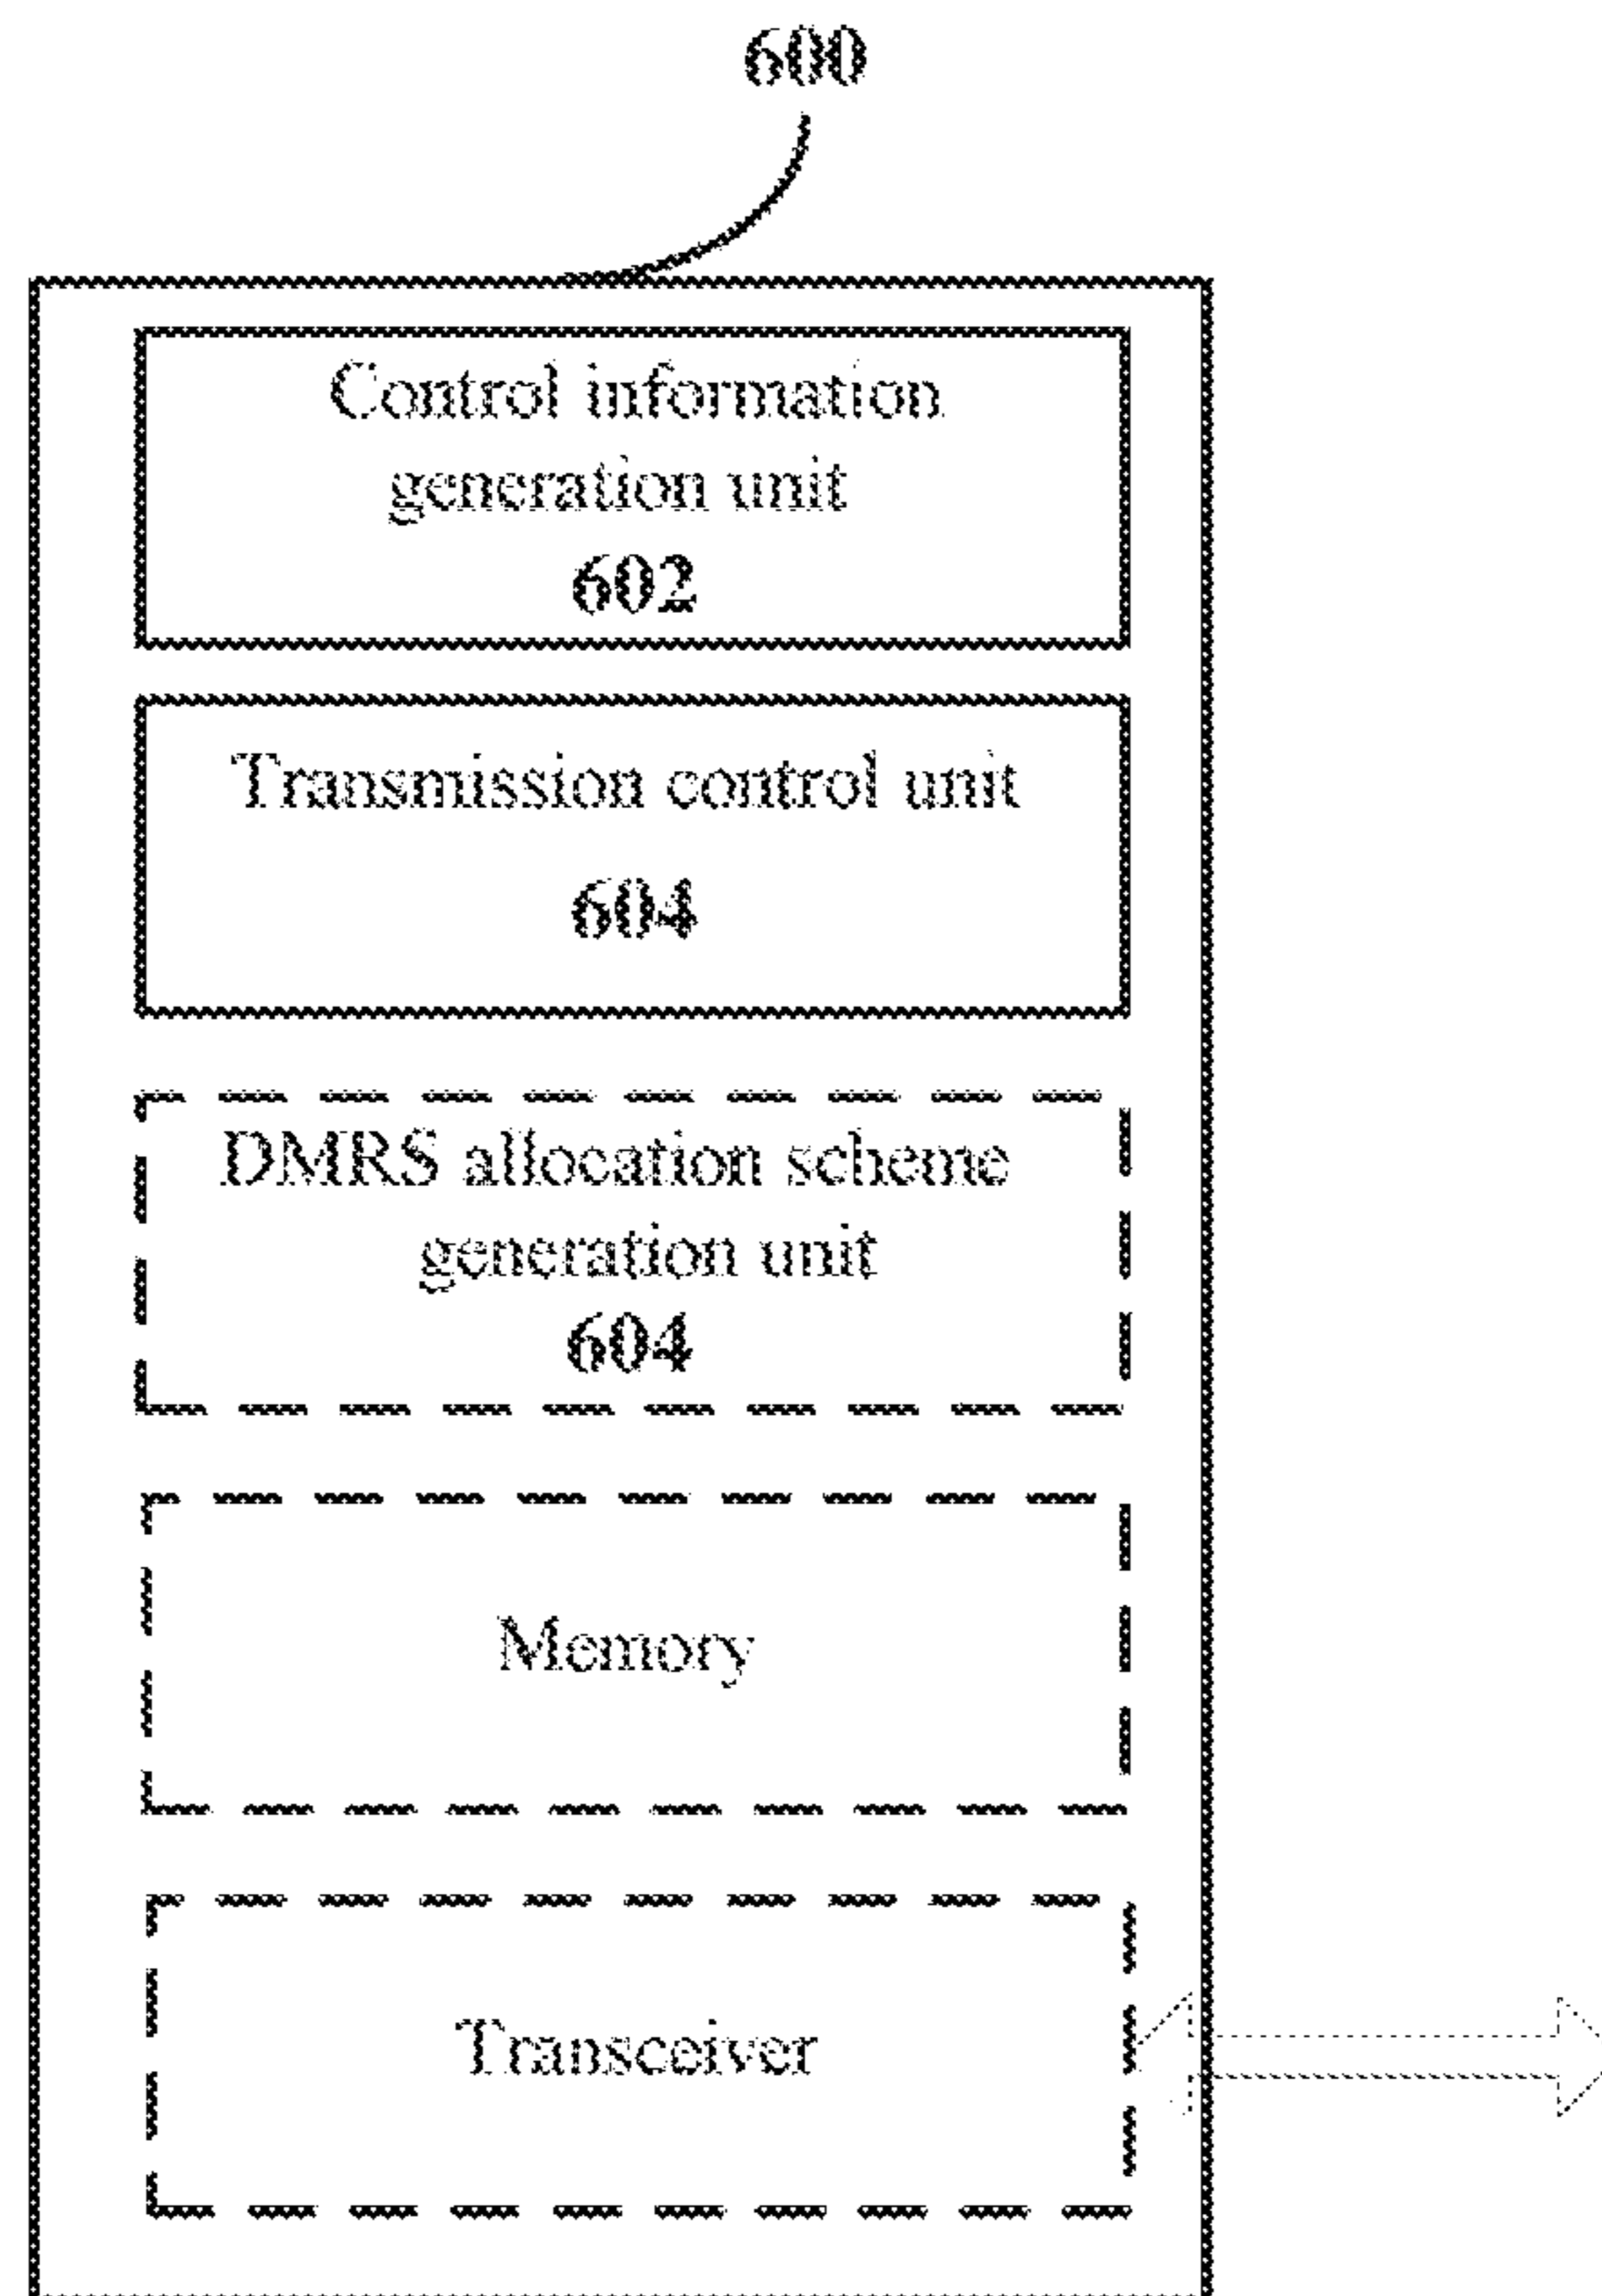 600
Control information
generation unit
602
Transmission control unit
604
DMRS allocation scheme
generation unit
604
Memory
Transceiver